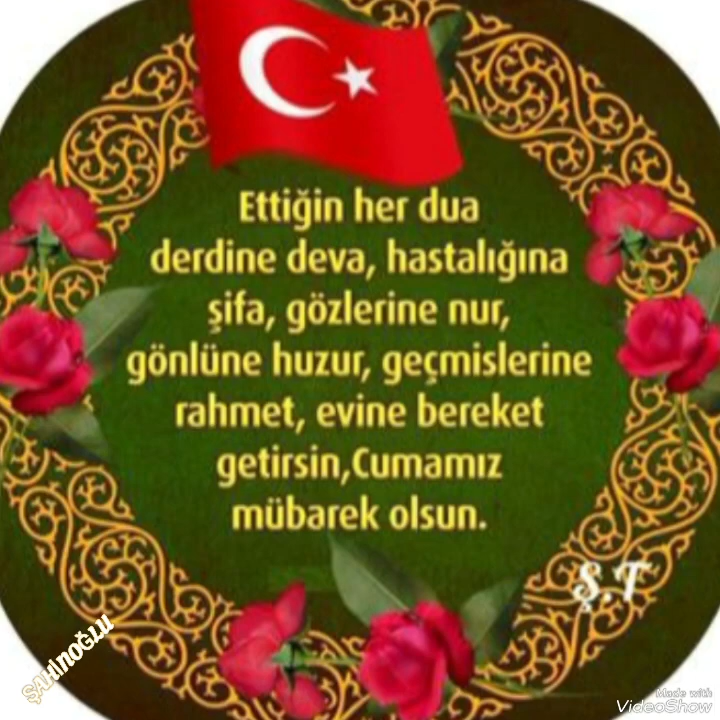 Ettiğin her dua
derdine deva, hastalığına
şifa, gözlerine nur,
gönlüne huzur, geçmislerine
rahmet, evine bereket
getirsin,Cumamız
mübarek olsun.
Ş.T
ŞAHİNOĞLU
Made with
VideoShow